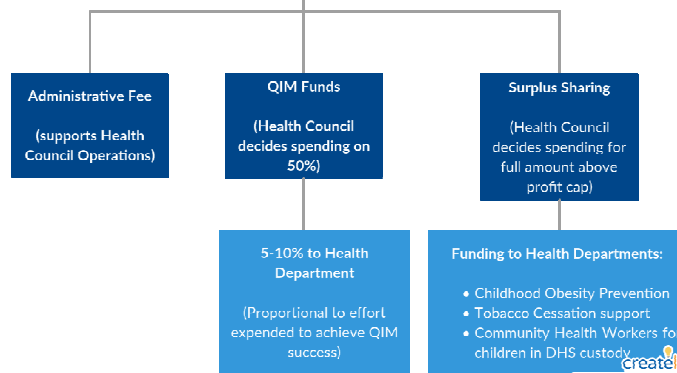 Administrative Fee
(supports Health
Council Operations)
QIM Funds
(Health Council
decides spending on
50%)
Surplus Sharing
(Health Council
decides spending for
full amount above
profit cap)
5-10% to Health
Department
(Proportional to effort
expended to achieve QIM
success)
Funding to Health Departments:
• Childhood Obesity Prevention
• Tobacco Cessation support
• Community Health Workers fo
children in DHS custody
create